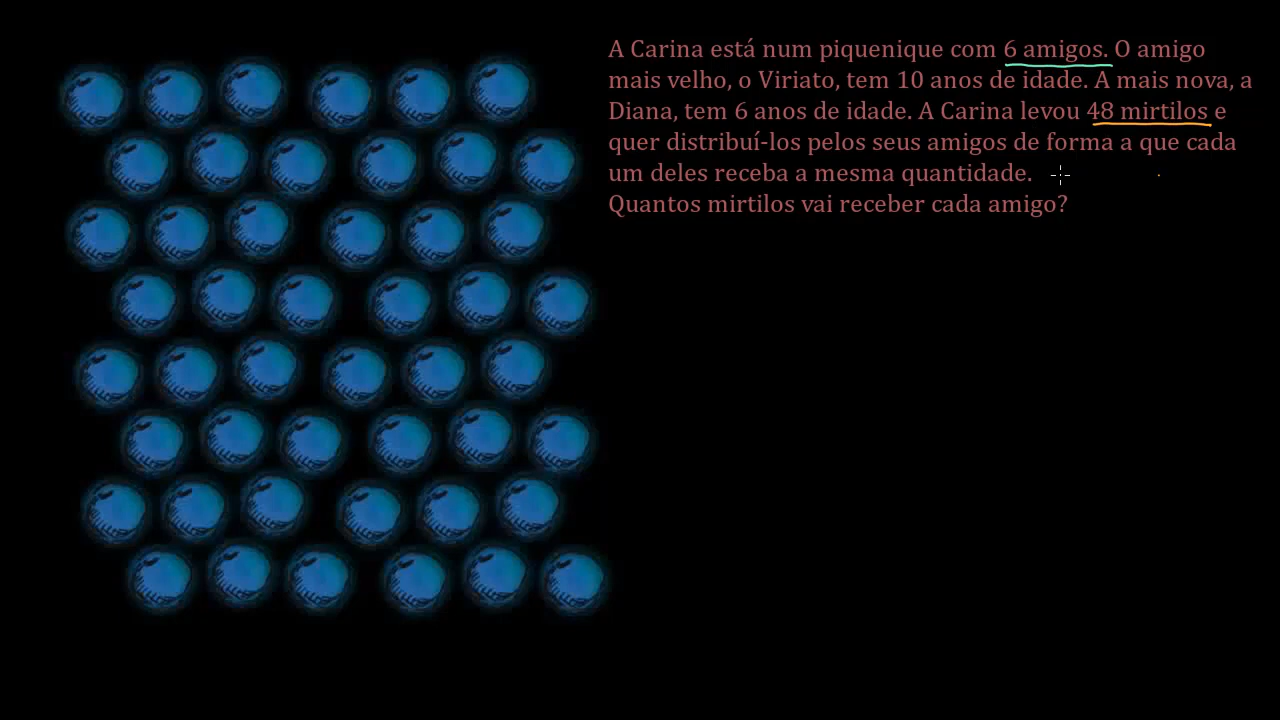 A Carina está num piquenique com 6 amigos. O amigo
mais velho, o Viriato, tem 10 anos de idade. A mais nova, a
Diana, tem 6 anos de idade. A Carina levou 48 mirtilos e
quer distribuí-los pelos seus amigos de forma a que cada
um deles receba a mesma quantidade.
Quantos mirtilos vai receber cada amigo?